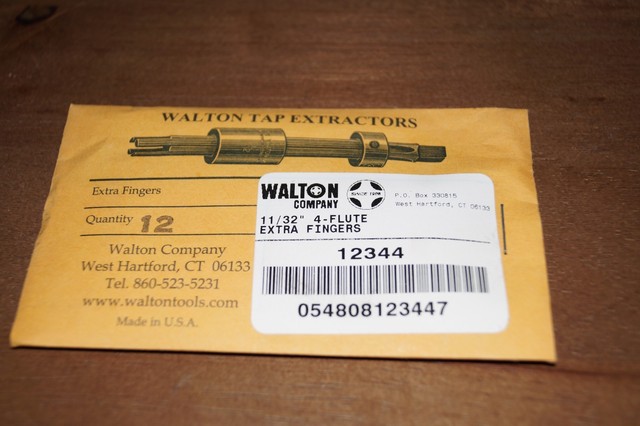 WALTON TAP EXTRACTORS
Extra Fingers
Quantity 12
Walton Company
West Hartford, CT 06133
Tel. 860-523-5231
www.waltontools.com
Made in U.S.A.
WALTON
COMPANY
P.O. Box 330815
West Hartford, CT 06133
11/32" 4-FLUTE
EXTRA FINGERS
12344
054808123447